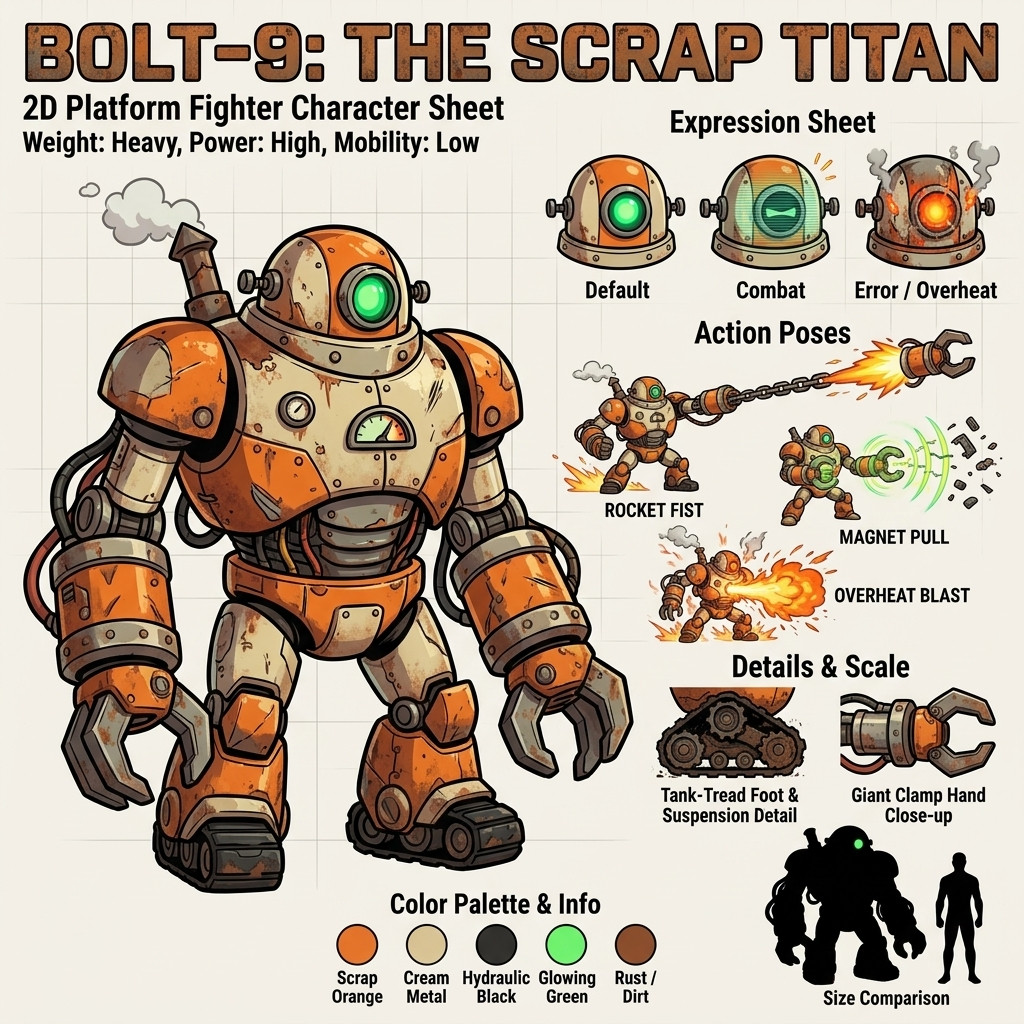 BOLT-9: THE SCRAP TITAN
2D Platform Fighter Character Sheet
Weight: Heavy, Power: High, Mobility: Low
Expression Sheet
Default
Combat
Error / Overheat
Action Poses
ROCKET FIST
MAGNET PULL
OVERHEAT BLAST
Details & Scale
Tank-Tread Foot &
Suspension Detail
Giant Clamp Hand
Close-up
Size Comparison
Color Palette & Info
Scrap
Orange
Cream
Metal
Hydraulic
Black
Glowing
Green
Rust /
Dirt